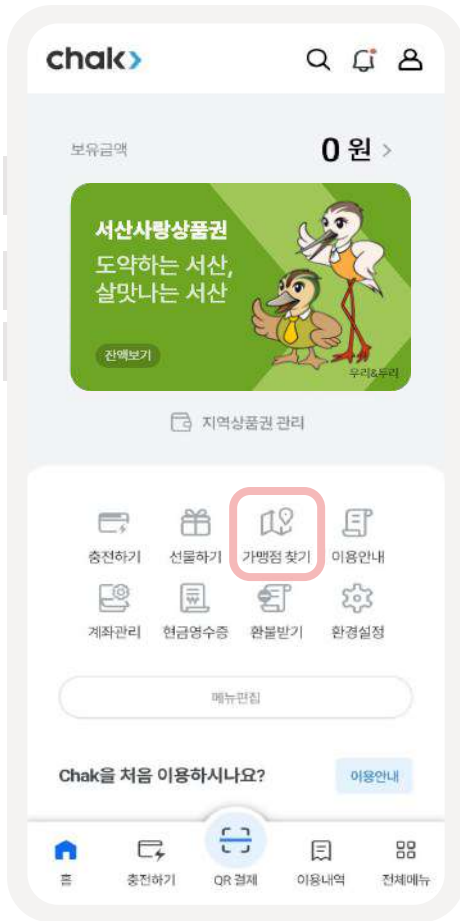 chak
보유금액
0 원
서산사랑상품권
도약하는 서산,
살맛나는 서산
잔액보기
우리&두리
지역상품권 관리
충전하기 선물하기 가맹점 찾기 이용안내
계좌관리 현금영수증 환불받기 환경설정
메뉴편집
Chak을 처음 이용하시나요?
이용안내
홈 충전하기 QR 결제 이용내역 전체메뉴